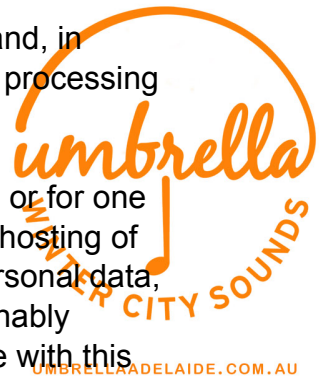 and, in
processing
umbrella
or for one
hosting of
rsonal data,
nably
e with this
WINTER CITY SOUNDS
UMBRELLAADELAIDE.COM.AU